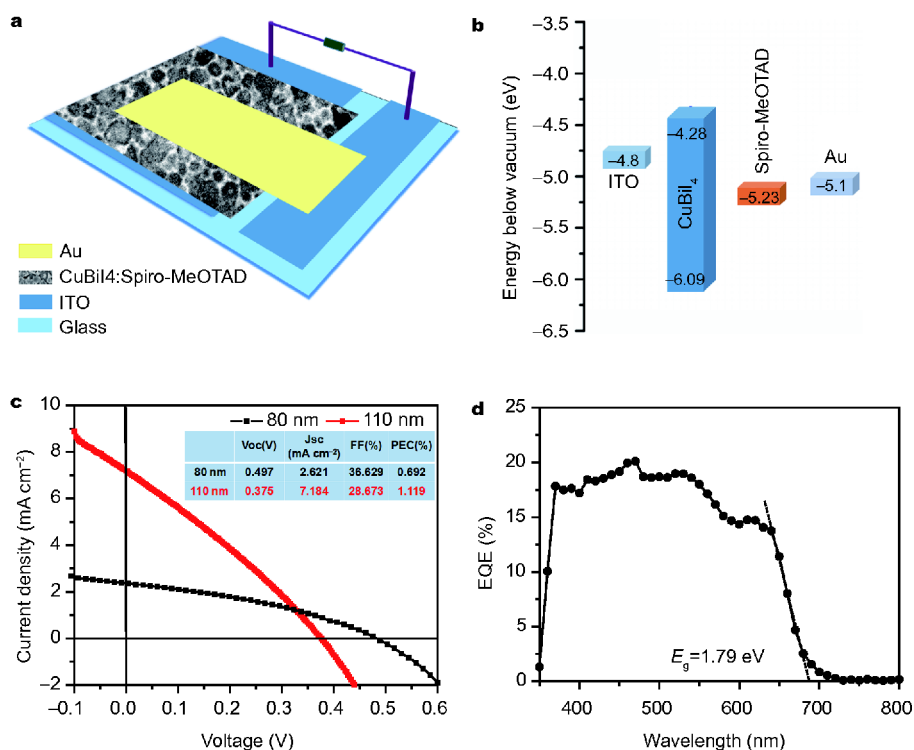 a
Au
CuBiI4:Spiro-MeOTAD
ITO
Glass
b
Energy below vacuum (eV)
–3.5
–4.0
–4.5
–5.0
–5.5
–6.0
–6.5
–4.8
ITO
–4.28
CuBiI4
–6.09
Spiro-MeOTAD
–5.23
Au
–5.1
c
Current density (mA cm–2)
10
8
6
4
2
0
–2
80 nm 110 nm
Voc(V) Jsc (mA cm–2) FF(%) PEC(%)
80 nm 0.497 2.621 36.629 0.692
110 nm 0.375 7.184 28.673 1.119
–0.1 0.0 0.1 0.2 0.3 0.4 0.5 0.6
Voltage (V)
d
EQE (%)
25
20
15
10
5
0
Eg=1.79 eV
400 500 600 700 800
Wavelength (nm)